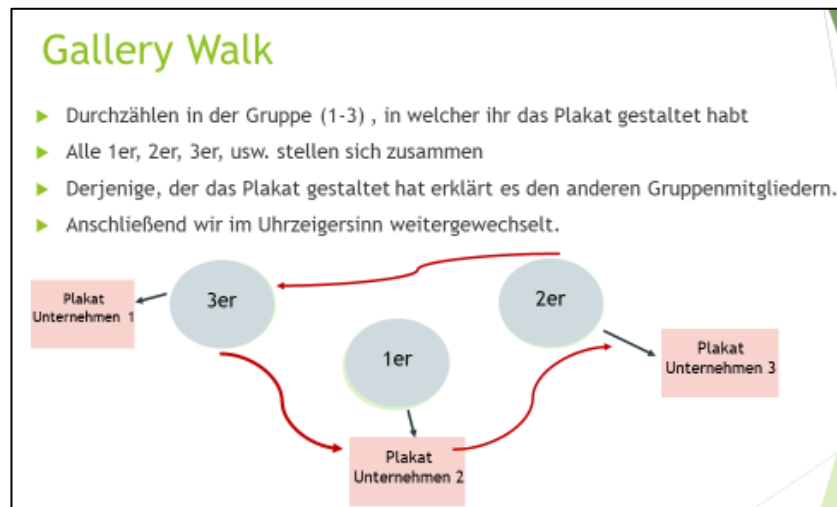 Gallery Walk
Durchzählen in der Gruppe (1-3) , in welcher ihr das Plakat gestaltet habt
Alle 1er, 2er, 3er, usw. stellen sich zusammen
Derjenige, der das Plakat gestaltet hat erklärt es den anderen Gruppenmitgliedern.
Anschließend wir im Uhrzeigersinn weitergewechselt.
Plakat
Unternehmen 1
3er
1er
2er
Plakat
Unternehmen 3
Plakat
Unternehmen 2